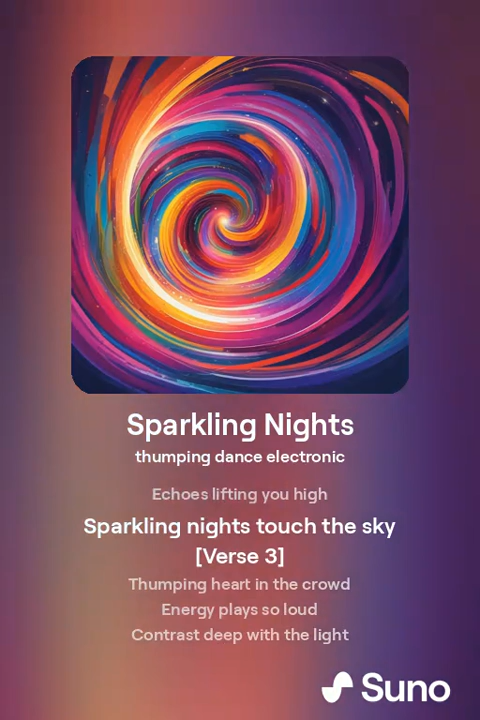 Sparkling Nights
thumping dance electronic
Echoes lifting you high
Sparkling nights touch the sky
[Verse 3]
Thumping heart in the crowd
Energy plays so loud
Contrast deep with the light
Suno